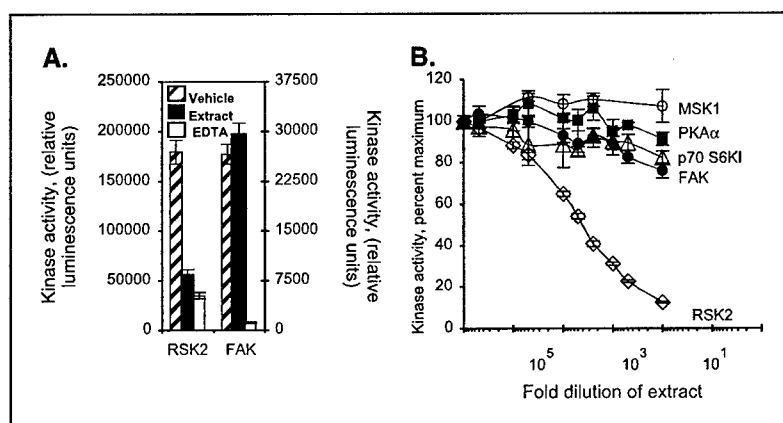 A.
250000
200000
150000
100000
50000
0
Kinase activity, (relative
luminescence units)
Vehicle
Extract
EDTA
37500
30000
22500
15000
7500
0
Kinase activity, (relative
luminescence units)
RSK2 FAK
B.
120
100
80
60
40
20
0
Kinase activity, percent maximum
MSK1
PKAα
p70 S6KI
FAK
RSK2
10⁵ 10³ 10¹
Fold dilution of extract